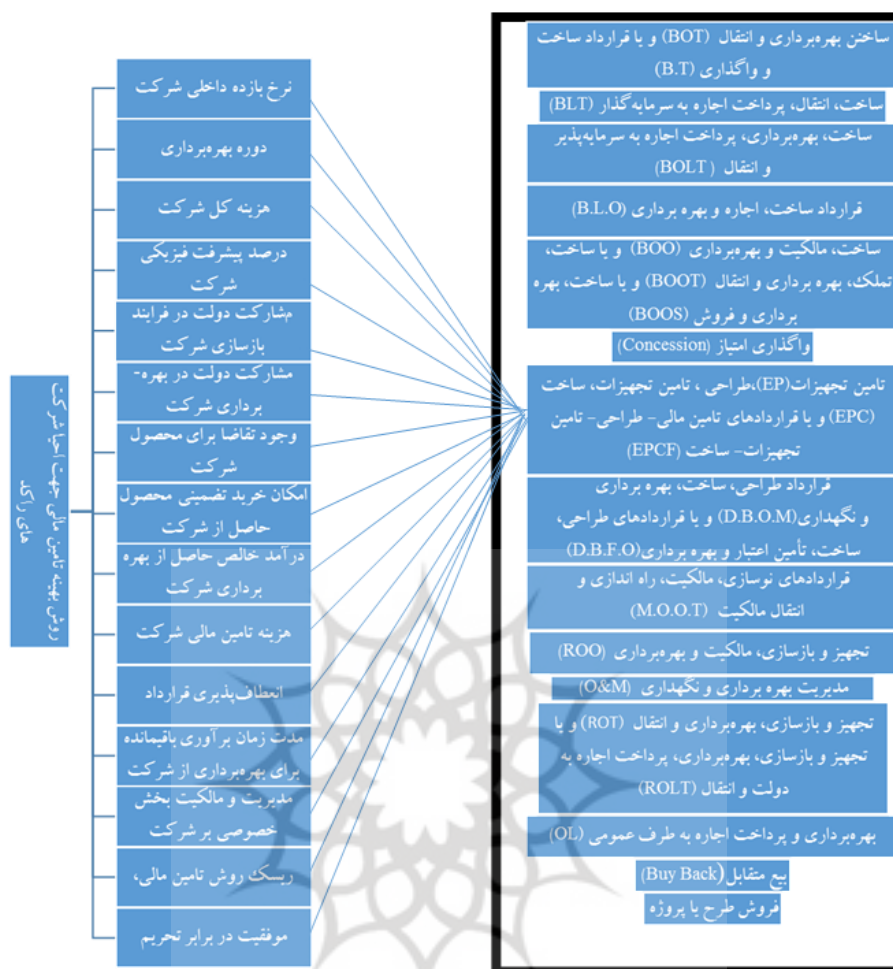 ساختن بهره‌برداری و انتقال (BOT) و یا قرارداد ساخت
و واگذاری (B.T)
ساخت، انتقال، پرداخت اجاره به سرمایه‌گذار (BLT)
ساخت، بهره‌برداری، پرداخت اجاره به سرمایه‌پذیر
و انتقال ( BOLT)
قرارداد ساخت، اجاره و بهره برداری (B.L.O)
ساخت، مالکیت و بهره‌برداری (BOO) و یا ساخت،
تملک، بهره برداری و انتقال (BOOT) و یا ساخت، بهره
برداری و فروش (BOOS)
واگذاری امتیاز (Concession)
تامین تجهیزات(EP)،طراحی ، تامین تجهیزات، ساخت
(EPC) و یا قراردادهای تامین مالی- طراحی- تامین
تجهیزات- ساخت (EPCF)
قرارداد طراحی، ساخت، بهره برداری
و نگهداری(D.B.O.M) و یا قراردادهای طراحی،
ساخت، تأمین اعتبار و بهره برداری(D.B.F.O)
قراردادهای نوسازی، مالکیت، راه اندازی و
انتقال مالکیت (M.O.O.T)
تجهیز و بازسازی، مالکیت و بهره‌برداری (ROO)
مدیریت بهره برداری و نگهداری (O&M)
تجهیز و بازسازی، بهره‌برداری و انتقال (ROT) و یا
تجهیز و بازسازی، بهره‌برداری، پرداخت اجاره به
دولت و انتقال (ROLT)
بهره‌برداری و پرداخت اجاره به طرف عمومی (OL)
بیع متقابل(Buy Back)
فروش طرح یا پروژه
نرخ بازده داخلی شرکت
دوره بهره‌برداری
هزینه کل شرکت
درصد پیشرفت فیزیکی
شرکت
مشارکت دولت در فرایند
بازسازی شرکت
مشارکت دولت در بهره-
برداری شرکت
وجود تقاضا برای محصول
شرکت
امکان خرید تضمینی محصول
حاصل از شرکت
درآمد خالص حاصل از بهره
برداری شرکت
هزینه تامین مالی شرکت
انعطاف‌پذیری قرارداد
مدت زمان برآوری باقیمانده
برای بهره‌برداری از شرکت
مدیریت و مالکیت بخش
خصوصی بر شرکت
ریسک روش تامین مالی،
موفقیت در برابر تحریم
روش بهینه تامین مالی جهت احیا شرکت
های راکد